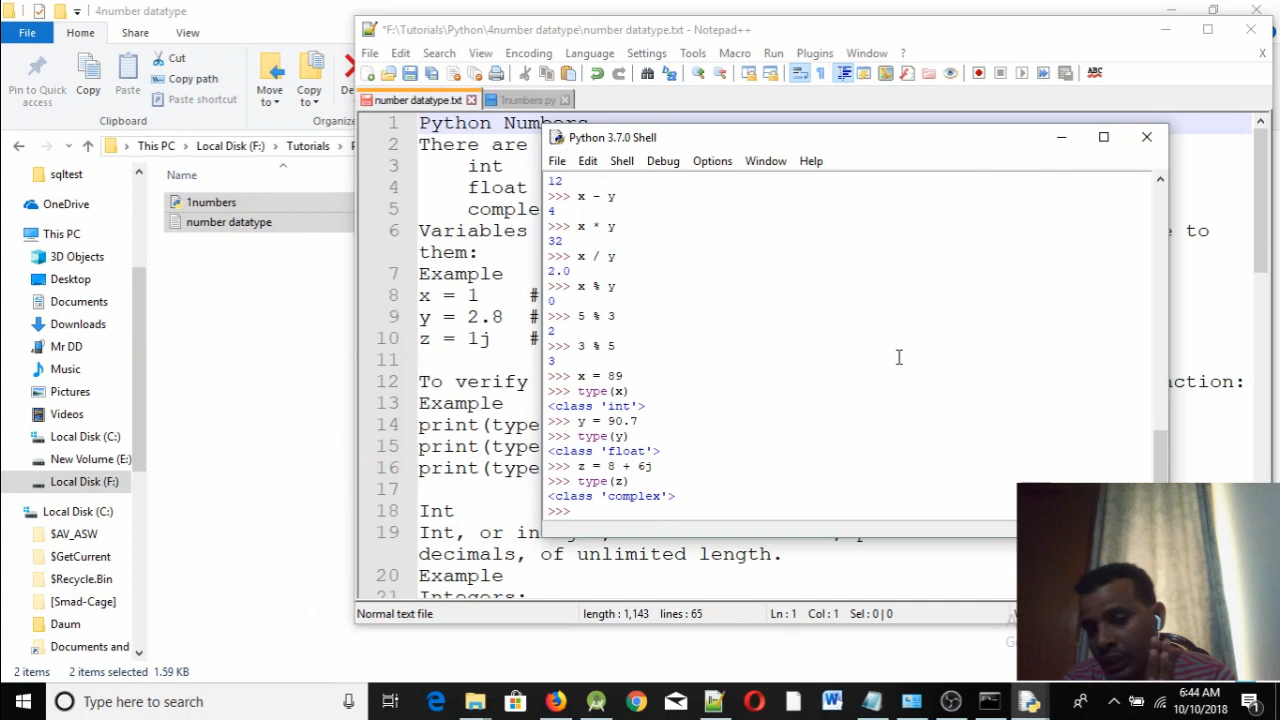 4number datatype
File
Home
Share
View
Pin to Quick access
Copy
Paste
Cut
Copy path
Paste shortcut
Clipboard
Move to
Copy to
De
Organiz
This PC
Local Disk (F:)
Tutorials
P
Name
1numbers
number datatype
sqltest
OneDrive
This PC
3D Objects
Desktop
Documents
Downloads
Mr DD
Music
Pictures
Videos
Local Disk (C:)
New Volume (E:)
Local Disk (F:)
Local Disk (C:)
$AV_ASW
$GetCurrent
$Recycle.Bin
[Smad-Cage]
Daum
Documents and
2 items
2 items selected 1.59 KB
*F:\Tutorials\Python\4number datatype\number datatype.txt - Notepad++
File Edit Search View Encoding Language Settings Tools Macro Run Plugins Window ?
X
ABC
number datatype.txt
1numbers.py
1 Python Numbers
2 There are
3 int
4 float
5 comple
6 Variables e to
them:
7 Example
8 x = 1 #
9 y = 2.8 #
10 z = 1j #
11
12 To verify nction:
13 Example
14 print(type
15 print(type
16 print(type
17
18 Int
19 Int, or in
decimals, of unlimited length.
20 Example
21 Integers:
Normal text file
length : 1,143 lines : 65
Ln : 1 Col : 1 Sel : 0 | 0
Python 3.7.0 Shell
File Edit Shell Debug Options Window Help
12
>>> x - y
4
>>> x * y
32
>>> x / y
2.0
>>> x % y
0
>>> 5 % 3
2
>>> 3 % 5
3
>>> x = 89
>>> type(x)
<class 'int'>
>>> y = 90.7
>>> type(y)
<class 'float'>
>>> z = 8 + 6j
>>> type(z)
<class 'complex'>
>>>
Type here to search
6:44 AM
10/10/2018
1